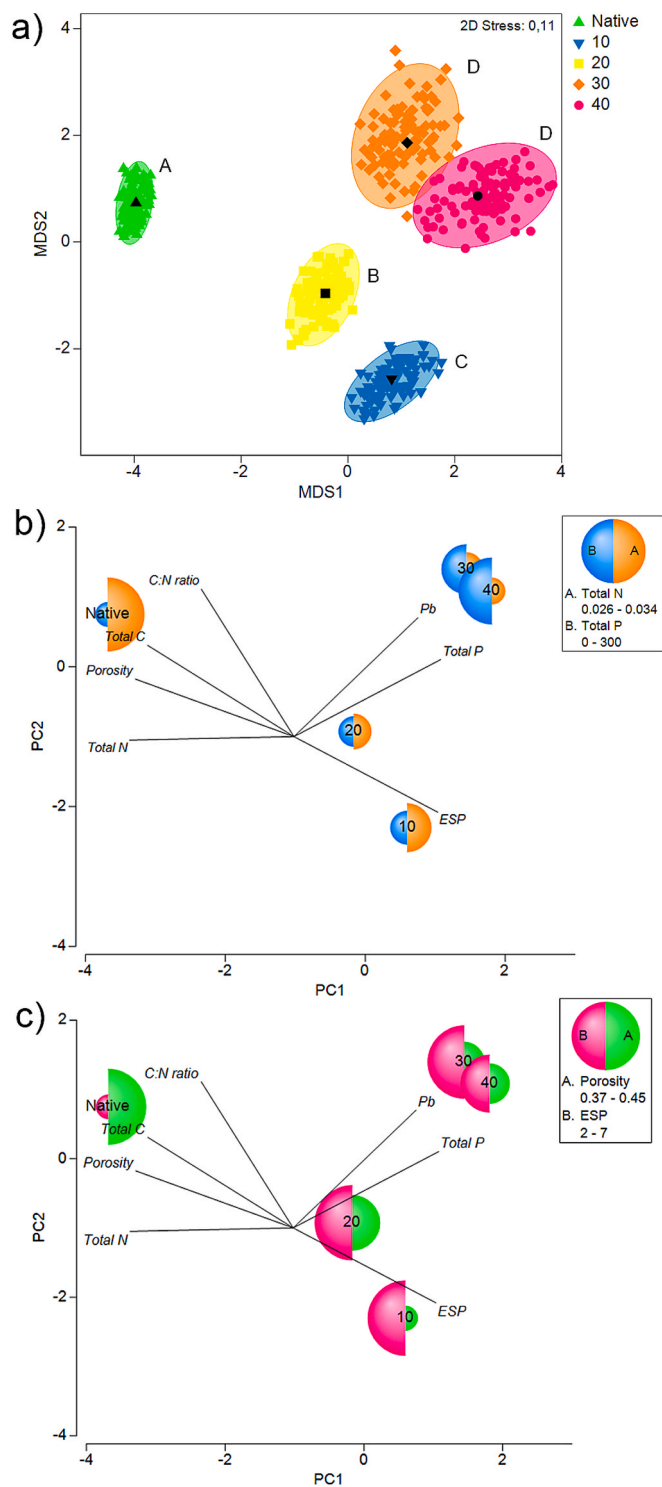 a)
2D Stress: 0,11
Native
10
20
30
40
D
D
A
B
C
4
2
0
-2
MDS2
-4
-2
0
2
4
MDS1
b)
2
0
-2
-4
PC2
C:N ratio
Native
Total C
Porosity
Total N
30
40
Pb
Total P
20
10
ESP
B
A
A. Total N
0.026 - 0.034
B. Total P
0 - 300
-4
-2
0
2
PC1
c)
2
0
-2
-4
PC2
C:N ratio
Native
Total C
Porosity
Total N
30
40
Pb
Total P
20
10
ESP
B
A
A. Porosity
0.37 - 0.45
B. ESP
2 - 7
-4
-2
0
2
PC1